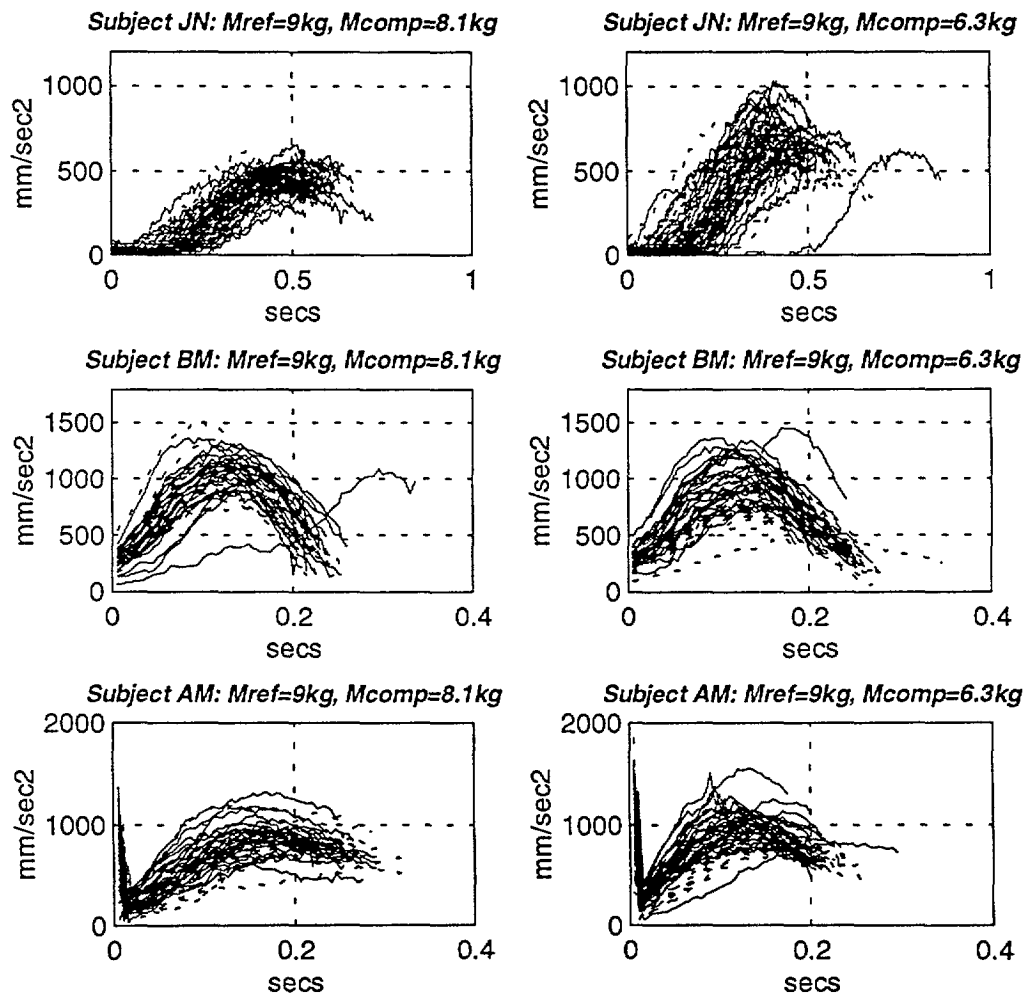 Subject JN: Mref=9kg, Mcomp=8.1kg
Subject JN: Mref=9kg, Mcomp=6.3kg
mm/sec2
1000
500
0
0
0.5
1
secs
mm/sec2
1000
500
0
0
0.5
1
secs
Subject BM: Mref=9kg, Mcomp=8.1kg
Subject BM: Mref=9kg, Mcomp=6.3kg
mm/sec2
1500
1000
500
0
0
0.2
0.4
secs
mm/sec2
1500
1000
500
0
0
0.2
0.4
secs
Subject AM: Mref=9kg, Mcomp=8.1kg
Subject AM: Mref=9kg, Mcomp=6.3kg
mm/sec2
2000
1000
0
0
0.2
0.4
secs
mm/sec2
2000
1000
0
0
0.2
0.4
secs